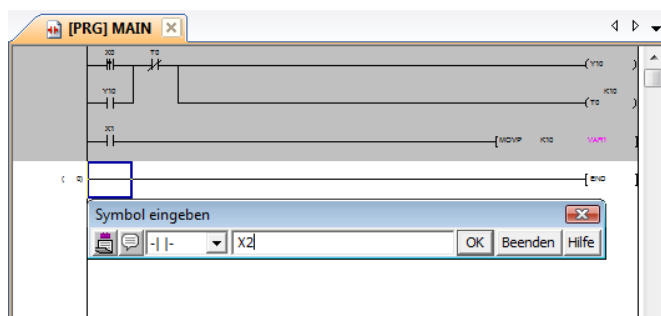 [PRG] MAIN
X0 T0
(Y10 )
Y10 K10
(T0 )
X1
[MOVP K10 VAR1 ]
( 0) [END ]
Symbol eingeben
-| |- X2 OK Beenden Hilfe